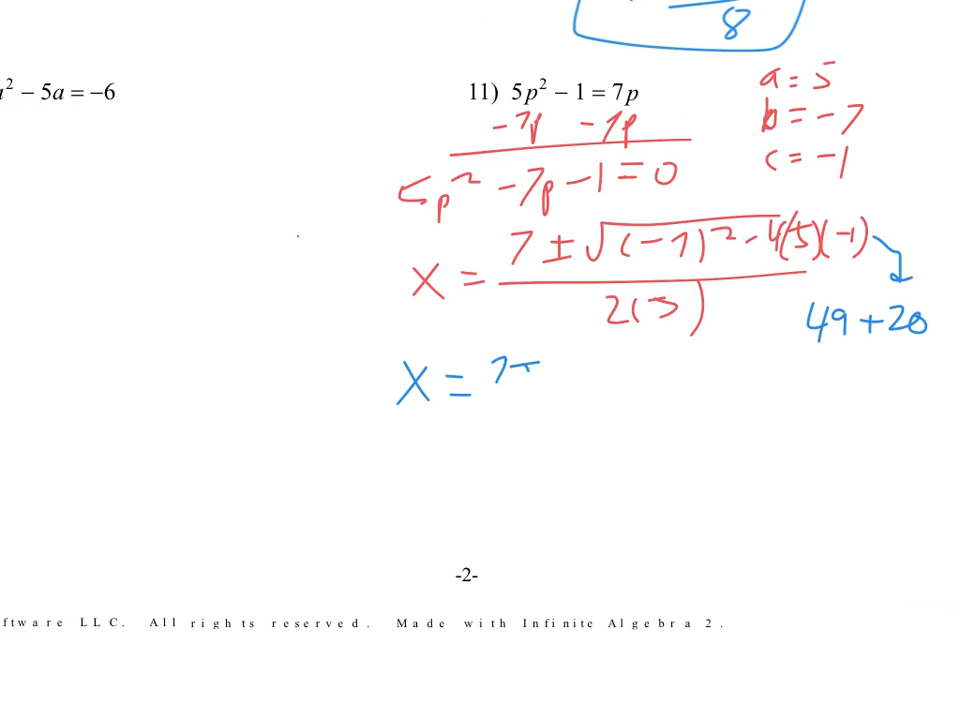 8
² − 5a = −6
11) 5p² − 1 = 7p
a = 5
b = -7
c = -1
-7p -7p
5p² -7p -1 = 0
x = 7 ± √(-7)² - 4(5)(-1)
2(5)
49 + 20
x = 7
-2-
ftware LLC. All rights reserved. Made with Infinite Algebra 2.